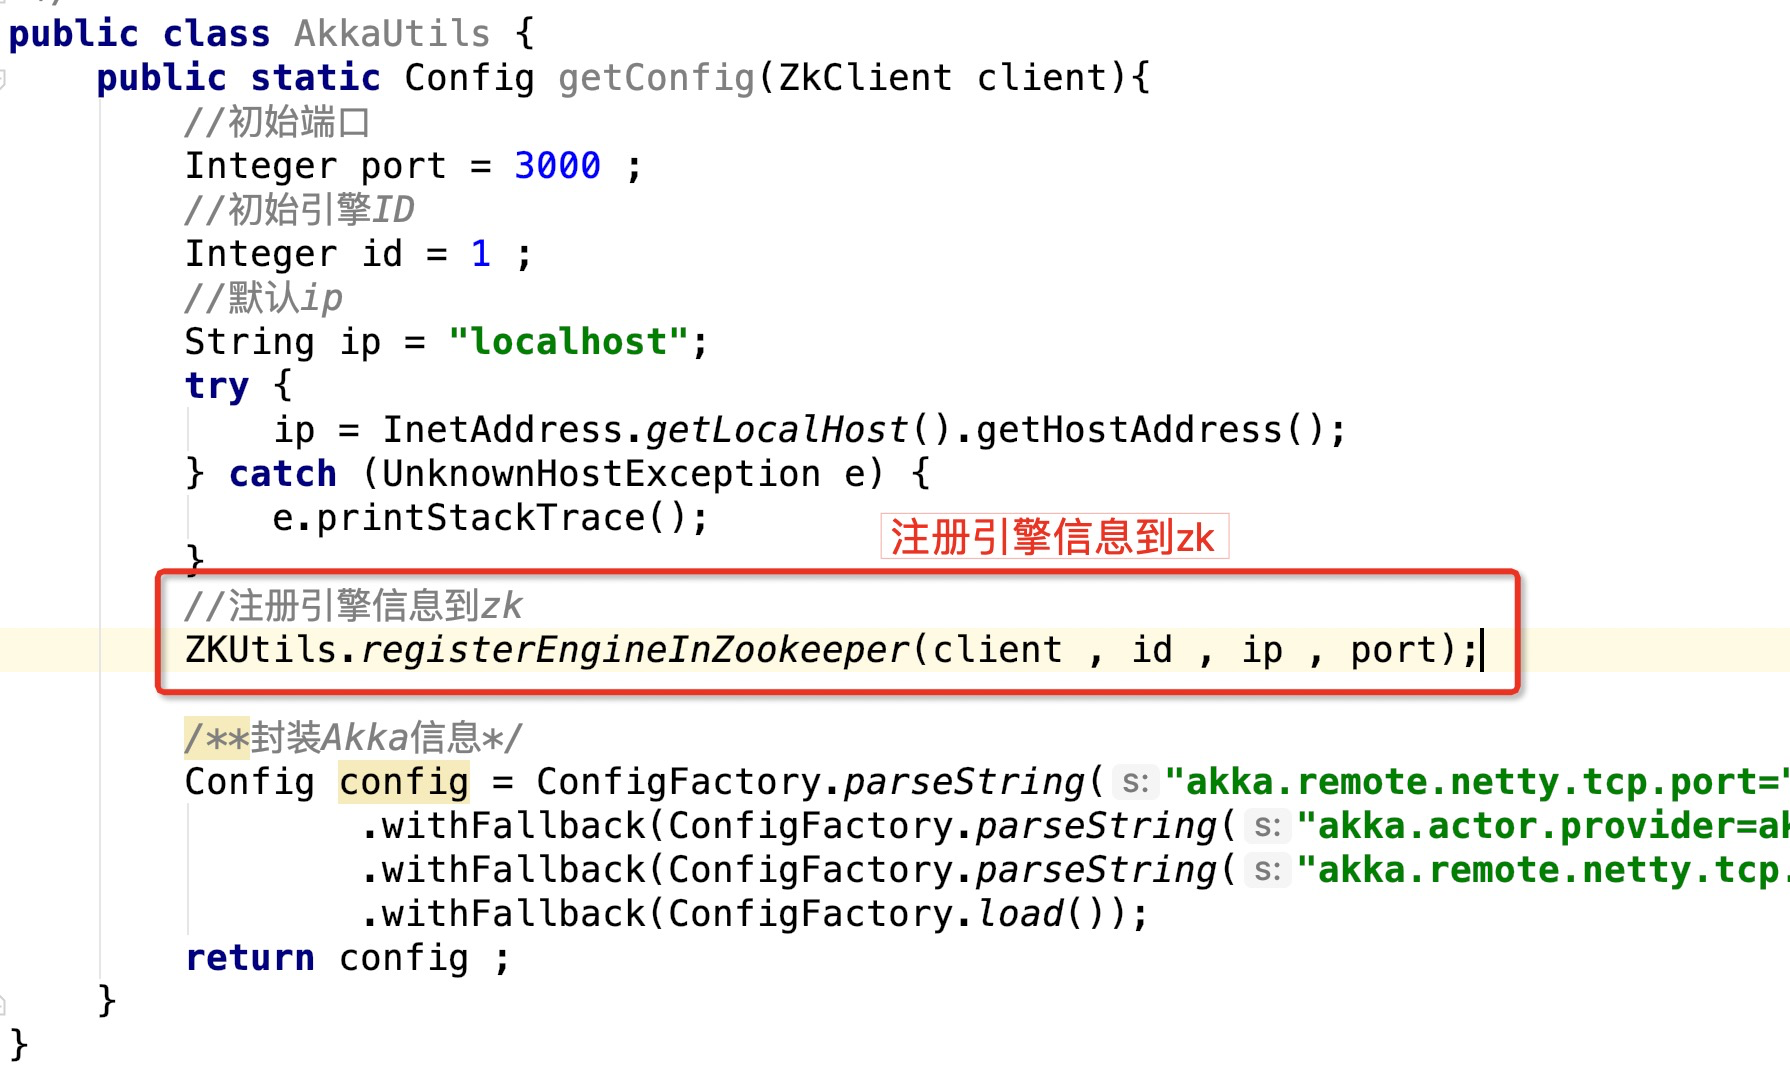 public class AkkaUtils {
public static Config getConfig(ZkClient client){
//初始端口
Integer port = 3000 ;
//初始引擎ID
Integer id = 1 ;
//默认ip
String ip = "localhost";
try {
ip = InetAddress.getLocalHost().getHostAddress();
} catch (UnknownHostException e) {
e.printStackTrace();
注册引擎信息到zk
}
//注册引擎信息到zk
ZKUtils.registerEngineInZookeeper(client , id , ip , port);
/**封装Akka信息*/
Config config = ConfigFactory.parseString( s: "akka.remote.netty.tcp.port="
.withFallback(ConfigFactory.parseString( s: "akka.actor.provider=ak
.withFallback(ConfigFactory.parseString( s: "akka.remote.netty.tcp.
.withFallback(ConfigFactory.load());
return config ;
}
}